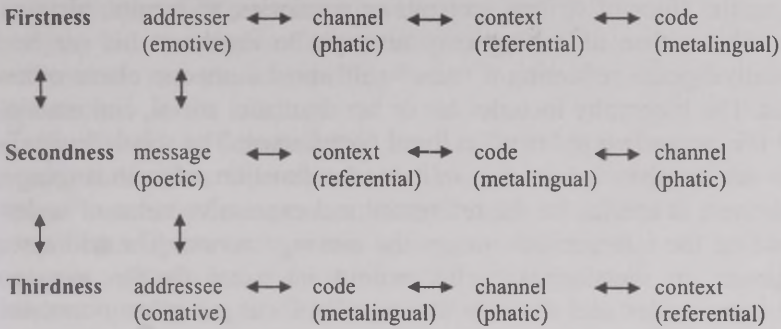 Firstness addresser ↔ channel ↔ context ↔ code
(emotive) (phatic) (referential) (metalingual)
Secondness message ↔ context ↔ code ↔ channel
(poetic) (referential) (metalingual) (phatic)
Thirdness addressee ↔ code ↔ channel ↔ context
(conative) (metalingual) (phatic) (referential)